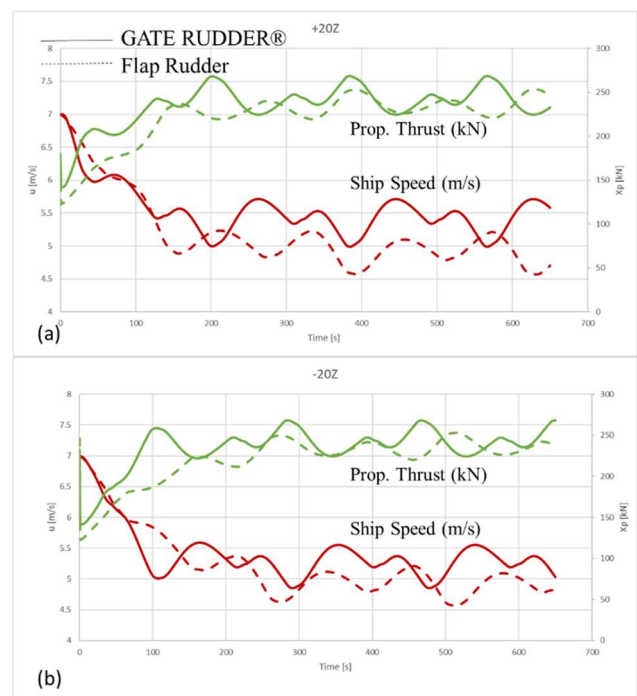 +20Z
GATE RUDDER®
Flap Rudder
8
7.5
7
6.5
6
5.5
5
4.5
4
u [m/s]
300
250
200
150
100
50
0
Xp [kN]
Prop. Thrust (kN)
Ship Speed (m/s)
0 100 200 300 400 500 600 700
Time [s]
(a)
-20Z
8
7.5
7
6.5
6
5.5
5
4.5
4
u [m/s]
300
250
200
150
100
50
0
Xp [kN]
Prop. Thrust (kN)
Ship Speed (m/s)
0 100 200 300 400 500 600 700
Time [s]
(b)